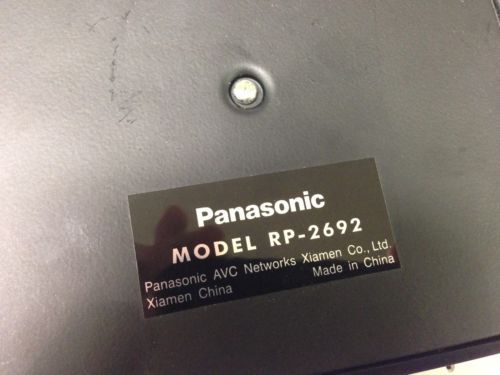 Panasonic
MODEL RP-2692
Panasonic AVC Networks Xiamen Co., Ltd.
Xiamen China Made in China